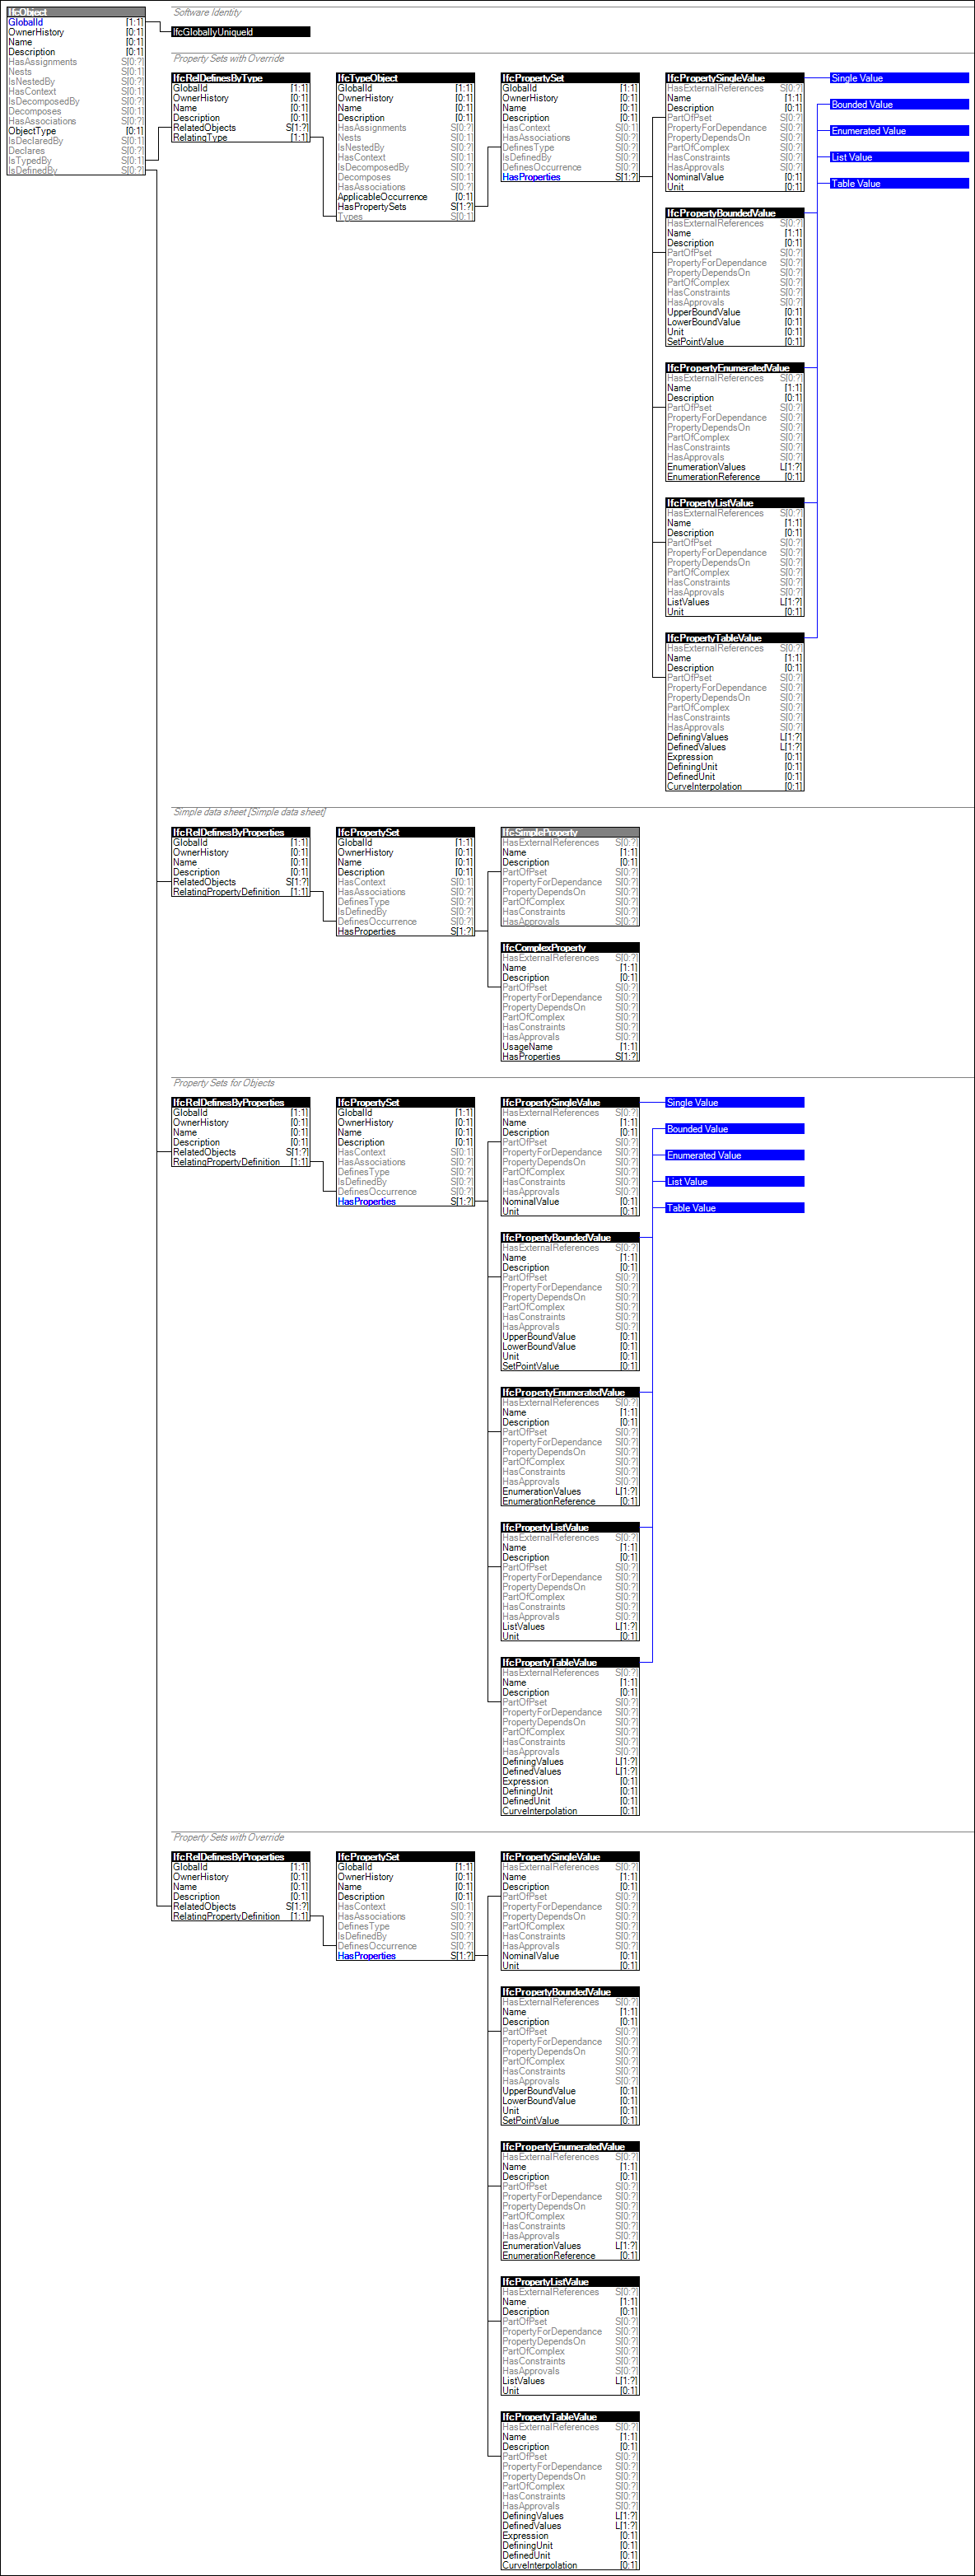 IfcObject
GlobalId [1:1]
OwnerHistory [0:1]
Name [0:1]
Description [0:1]
HasAssignments S[0:?]
Nests S[0:1]
IsNestedBy S[0:?]
HasContext S[0:1]
IsDecomposedBy S[0:?]
Decomposes S[0:1]
HasAssociations S[0:?]
ObjectType [0:1]
IsDeclaredBy S[0:1]
Declares S[0:?]
IsTypedBy S[0:1]
IsDefinedBy S[0:?]
Software Identity
IfcGloballyUniqueId
Property Sets with Override
IfcRelDefinesByType
GlobalId [1:1]
OwnerHistory [0:1]
Name [0:1]
Description [0:1]
RelatedObjects S[1:?]
RelatingType [1:1]
IfcTypeObject
GlobalId [1:1]
OwnerHistory [0:1]
Name [0:1]
Description [0:1]
HasAssignments S[0:?]
Nests S[0:1]
IsNestedBy S[0:?]
HasContext S[0:1]
IsDecomposedBy S[0:?]
Decomposes S[0:1]
HasAssociations S[0:?]
ApplicableOccurrence [0:1]
HasPropertySets S[1:?]
Types S[0:1]
IfcPropertySet
GlobalId [1:1]
OwnerHistory [0:1]
Name [0:1]
Description [0:1]
HasContext S[0:1]
HasAssociations S[0:?]
DefinesType S[0:?]
IsDefinedBy S[0:?]
DefinesOccurrence S[0:?]
HasProperties S[1:?]
IfcPropertySingleValue
HasExternalReferences S[0:?]
Name [1:1]
Description [0:1]
PartOfPset S[0:?]
PropertyForDependance S[0:?]
PropertyDependsOn S[0:?]
PartOfComplex S[0:?]
HasConstraints S[0:?]
HasApprovals S[0:?]
NominalValue [0:1]
Unit [0:1]
IfcPropertyBoundedValue
HasExternalReferences S[0:?]
Name [1:1]
Description [0:1]
PartOfPset S[0:?]
PropertyForDependance S[0:?]
PropertyDependsOn S[0:?]
PartOfComplex S[0:?]
HasConstraints S[0:?]
HasApprovals S[0:?]
UpperBoundValue [0:1]
LowerBoundValue [0:1]
Unit [0:1]
SetPointValue [0:1]
IfcPropertyEnumeratedValue
HasExternalReferences S[0:?]
Name [1:1]
Description [0:1]
PartOfPset S[0:?]
PropertyForDependance S[0:?]
PropertyDependsOn S[0:?]
PartOfComplex S[0:?]
HasConstraints S[0:?]
HasApprovals S[0:?]
EnumerationValues L[1:?]
EnumerationReference [0:1]
IfcPropertyListValue
HasExternalReferences S[0:?]
Name [1:1]
Description [0:1]
PartOfPset S[0:?]
PropertyForDependance S[0:?]
PropertyDependsOn S[0:?]
PartOfComplex S[0:?]
HasConstraints S[0:?]
HasApprovals S[0:?]
ListValues L[1:?]
Unit [0:1]
IfcPropertyTableValue
HasExternalReferences S[0:?]
Name [1:1]
Description [0:1]
PartOfPset S[0:?]
PropertyForDependance S[0:?]
PropertyDependsOn S[0:?]
PartOfComplex S[0:?]
HasConstraints S[0:?]
HasApprovals S[0:?]
DefiningValues L[1:?]
DefinedValues L[1:?]
Expression [0:1]
DefiningUnit [0:1]
DefinedUnit [0:1]
CurveInterpolation [0:1]
Single Value
Bounded Value
Enumerated Value
List Value
Table Value
Simple data sheet [Simple data sheet]
IfcRelDefinesByProperties
GlobalId [1:1]
OwnerHistory [0:1]
Name [0:1]
Description [0:1]
RelatedObjects S[1:?]
RelatingPropertyDefinition [1:1]
IfcPropertySet
GlobalId [1:1]
OwnerHistory [0:1]
Name [0:1]
Description [0:1]
HasContext S[0:1]
HasAssociations S[0:?]
DefinesType S[0:?]
IsDefinedBy S[0:?]
DefinesOccurrence S[0:?]
HasProperties S[1:?]
IfcSimpleProperty
HasExternalReferences S[0:?]
Name [1:1]
Description [0:1]
PartOfPset S[0:?]
PropertyForDependance S[0:?]
PropertyDependsOn S[0:?]
PartOfComplex S[0:?]
HasConstraints S[0:?]
HasApprovals S[0:?]
IfcComplexProperty
HasExternalReferences S[0:?]
Name [1:1]
Description [0:1]
PartOfPset S[0:?]
PropertyForDependance S[0:?]
PropertyDependsOn S[0:?]
PartOfComplex S[0:?]
HasConstraints S[0:?]
HasApprovals S[0:?]
UsageName [1:1]
HasProperties S[1:?]
Property Sets for Objects
IfcRelDefinesByProperties
GlobalId [1:1]
OwnerHistory [0:1]
Name [0:1]
Description [0:1]
RelatedObjects S[1:?]
RelatingPropertyDefinition [1:1]
IfcPropertySet
GlobalId [1:1]
OwnerHistory [0:1]
Name [0:1]
Description [0:1]
HasContext S[0:1]
HasAssociations S[0:?]
DefinesType S[0:?]
IsDefinedBy S[0:?]
DefinesOccurrence S[0:?]
HasProperties S[1:?]
IfcPropertySingleValue
HasExternalReferences S[0:?]
Name [1:1]
Description [0:1]
PartOfPset S[0:?]
PropertyForDependance S[0:?]
PropertyDependsOn S[0:?]
PartOfComplex S[0:?]
HasConstraints S[0:?]
HasApprovals S[0:?]
NominalValue [0:1]
Unit [0:1]
IfcPropertyBoundedValue
HasExternalReferences S[0:?]
Name [1:1]
Description [0:1]
PartOfPset S[0:?]
PropertyForDependance S[0:?]
PropertyDependsOn S[0:?]
PartOfComplex S[0:?]
HasConstraints S[0:?]
HasApprovals S[0:?]
UpperBoundValue [0:1]
LowerBoundValue [0:1]
Unit [0:1]
SetPointValue [0:1]
IfcPropertyEnumeratedValue
HasExternalReferences S[0:?]
Name [1:1]
Description [0:1]
PartOfPset S[0:?]
PropertyForDependance S[0:?]
PropertyDependsOn S[0:?]
PartOfComplex S[0:?]
HasConstraints S[0:?]
HasApprovals S[0:?]
EnumerationValues L[1:?]
EnumerationReference [0:1]
IfcPropertyListValue
HasExternalReferences S[0:?]
Name [1:1]
Description [0:1]
PartOfPset S[0:?]
PropertyForDependance S[0:?]
PropertyDependsOn S[0:?]
PartOfComplex S[0:?]
HasConstraints S[0:?]
HasApprovals S[0:?]
ListValues L[1:?]
Unit [0:1]
IfcPropertyTableValue
HasExternalReferences S[0:?]
Name [1:1]
Description [0:1]
PartOfPset S[0:?]
PropertyForDependance S[0:?]
PropertyDependsOn S[0:?]
PartOfComplex S[0:?]
HasConstraints S[0:?]
HasApprovals S[0:?]
DefiningValues L[1:?]
DefinedValues L[1:?]
Expression [0:1]
DefiningUnit [0:1]
DefinedUnit [0:1]
CurveInterpolation [0:1]
Single Value
Bounded Value
Enumerated Value
List Value
Table Value
Property Sets with Override
IfcRelDefinesByProperties
GlobalId [1:1]
OwnerHistory [0:1]
Name [0:1]
Description [0:1]
RelatedObjects S[1:?]
RelatingPropertyDefinition [1:1]
IfcPropertySet
GlobalId [1:1]
OwnerHistory [0:1]
Name [0:1]
Description [0:1]
HasContext S[0:1]
HasAssociations S[0:?]
DefinesType S[0:?]
IsDefinedBy S[0:?]
DefinesOccurrence S[0:?]
HasProperties S[1:?]
IfcPropertySingleValue
HasExternalReferences S[0:?]
Name [1:1]
Description [0:1]
PartOfPset S[0:?]
PropertyForDependance S[0:?]
PropertyDependsOn S[0:?]
PartOfComplex S[0:?]
HasConstraints S[0:?]
HasApprovals S[0:?]
NominalValue [0:1]
Unit [0:1]
IfcPropertyBoundedValue
HasExternalReferences S[0:?]
Name [1:1]
Description [0:1]
PartOfPset S[0:?]
PropertyForDependance S[0:?]
PropertyDependsOn S[0:?]
PartOfComplex S[0:?]
HasConstraints S[0:?]
HasApprovals S[0:?]
UpperBoundValue [0:1]
LowerBoundValue [0:1]
Unit [0:1]
SetPointValue [0:1]
IfcPropertyEnumeratedValue
HasExternalReferences S[0:?]
Name [1:1]
Description [0:1]
PartOfPset S[0:?]
PropertyForDependance S[0:?]
PropertyDependsOn S[0:?]
PartOfComplex S[0:?]
HasConstraints S[0:?]
HasApprovals S[0:?]
EnumerationValues L[1:?]
EnumerationReference [0:1]
IfcPropertyListValue
HasExternalReferences S[0:?]
Name [1:1]
Description [0:1]
PartOfPset S[0:?]
PropertyForDependance S[0:?]
PropertyDependsOn S[0:?]
PartOfComplex S[0:?]
HasConstraints S[0:?]
HasApprovals S[0:?]
ListValues L[1:?]
Unit [0:1]
IfcPropertyTableValue
HasExternalReferences S[0:?]
Name [1:1]
Description [0:1]
PartOfPset S[0:?]
PropertyForDependance S[0:?]
PropertyDependsOn S[0:?]
PartOfComplex S[0:?]
HasConstraints S[0:?]
HasApprovals S[0:?]
DefiningValues L[1:?]
DefinedValues L[1:?]
Expression [0:1]
DefiningUnit [0:1]
DefinedUnit [0:1]
CurveInterpolation [0:1]